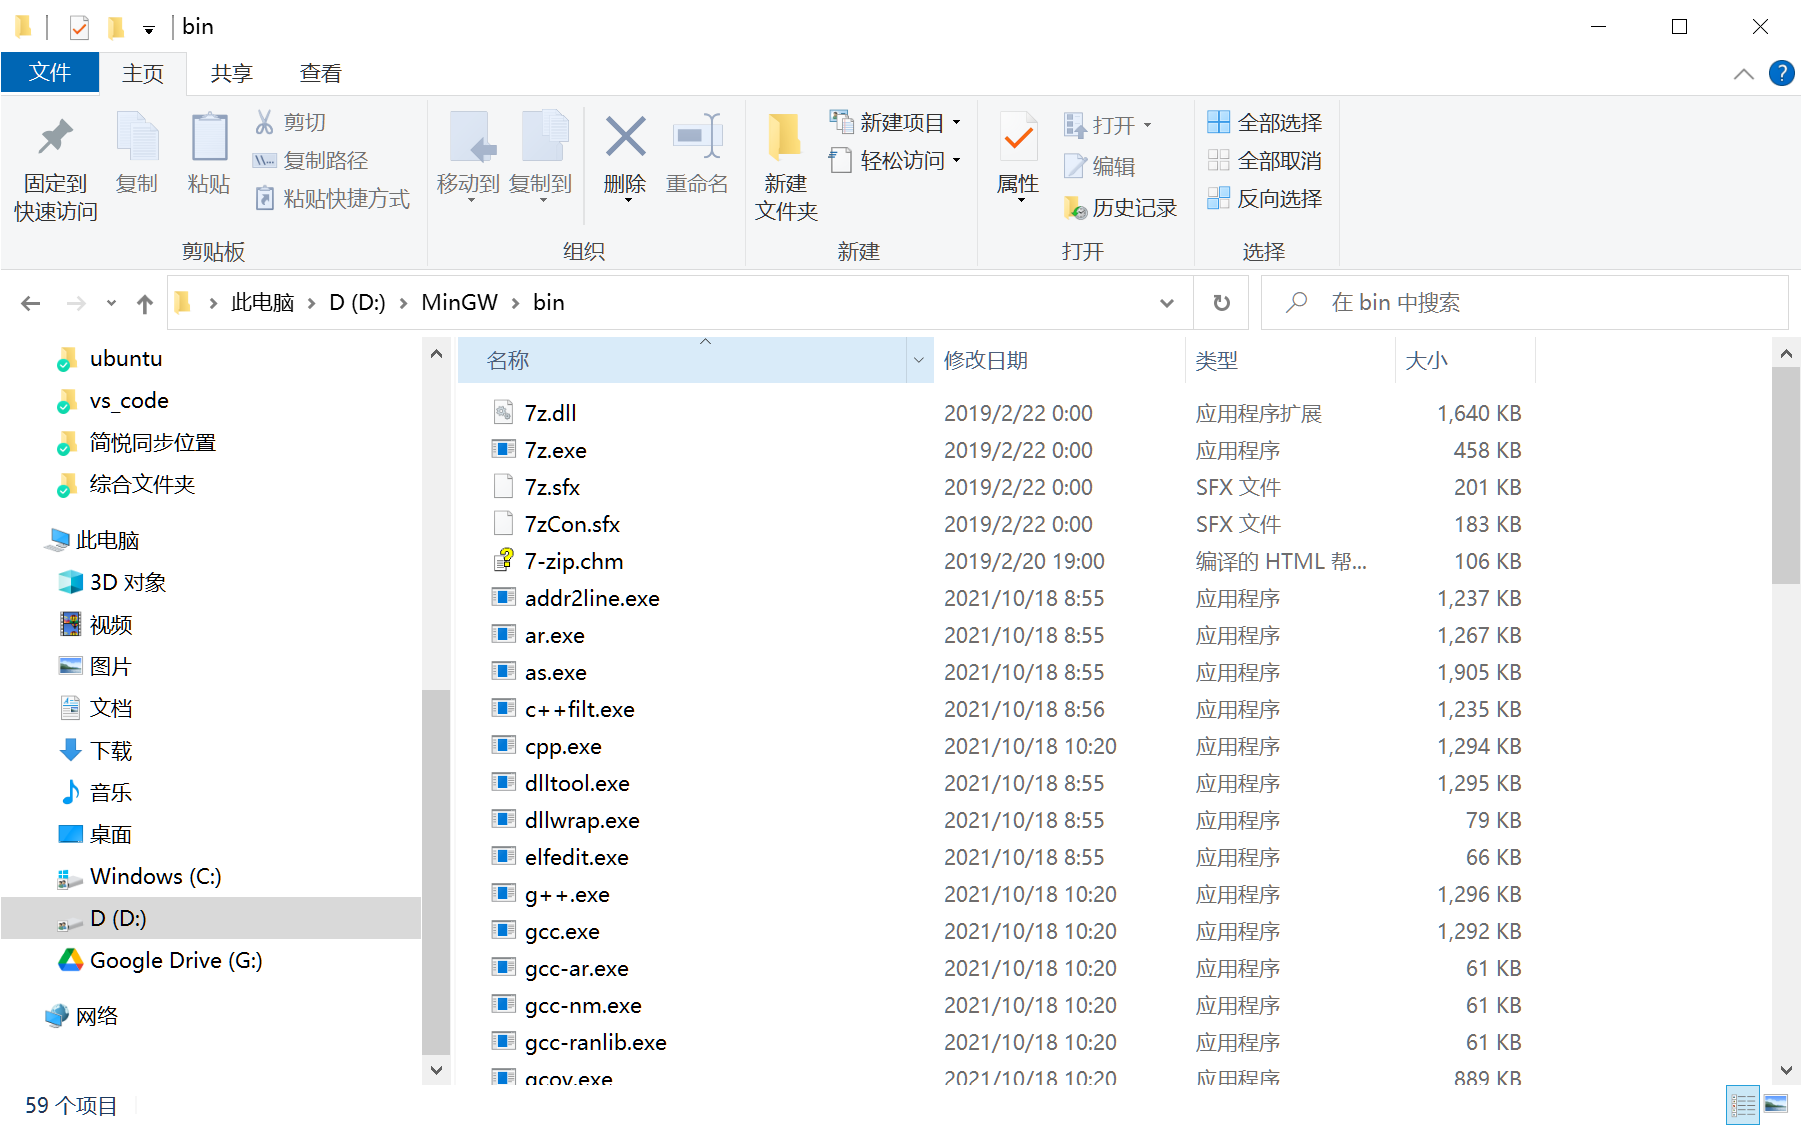 bin
文件 主页 共享 查看
固定到快速访问
复制
粘贴
剪切
复制路径
粘贴快捷方式
剪贴板
移动到
复制到
删除
重命名
组织
新建文件夹
新建项目
轻松访问
新建
属性
打开
编辑
历史记录
打开
全部选择
全部取消
反向选择
选择
此电脑 D (D:) MinGW bin
在 bin 中搜索
ubuntu
vs_code
简悦同步位置
综合文件夹
此电脑
3D 对象
视频
图片
文档
下载
音乐
桌面
Windows (C:)
D (D:)
Google Drive (G:)
网络
名称 修改日期 类型 大小
7z.dll 2019/2/22 0:00 应用程序扩展 1,640 KB
7z.exe 2019/2/22 0:00 应用程序 458 KB
7z.sfx 2019/2/22 0:00 SFX 文件 201 KB
7zCon.sfx 2019/2/22 0:00 SFX 文件 183 KB
7-zip.chm 2019/2/20 19:00 编译的 HTML 帮... 106 KB
addr2line.exe 2021/10/18 8:55 应用程序 1,237 KB
ar.exe 2021/10/18 8:55 应用程序 1,267 KB
as.exe 2021/10/18 8:55 应用程序 1,905 KB
c++filt.exe 2021/10/18 8:56 应用程序 1,235 KB
cpp.exe 2021/10/18 10:20 应用程序 1,294 KB
dlltool.exe 2021/10/18 8:55 应用程序 1,295 KB
dllwrap.exe 2021/10/18 8:55 应用程序 79 KB
elfedit.exe 2021/10/18 8:55 应用程序 66 KB
g++.exe 2021/10/18 10:20 应用程序 1,296 KB
gcc.exe 2021/10/18 10:20 应用程序 1,292 KB
gcc-ar.exe 2021/10/18 10:20 应用程序 61 KB
gcc-nm.exe 2021/10/18 10:20 应用程序 61 KB
gcc-ranlib.exe 2021/10/18 10:20 应用程序 61 KB
gcov.exe 2021/10/18 10:20 应用程序 889 KB
59 个项目